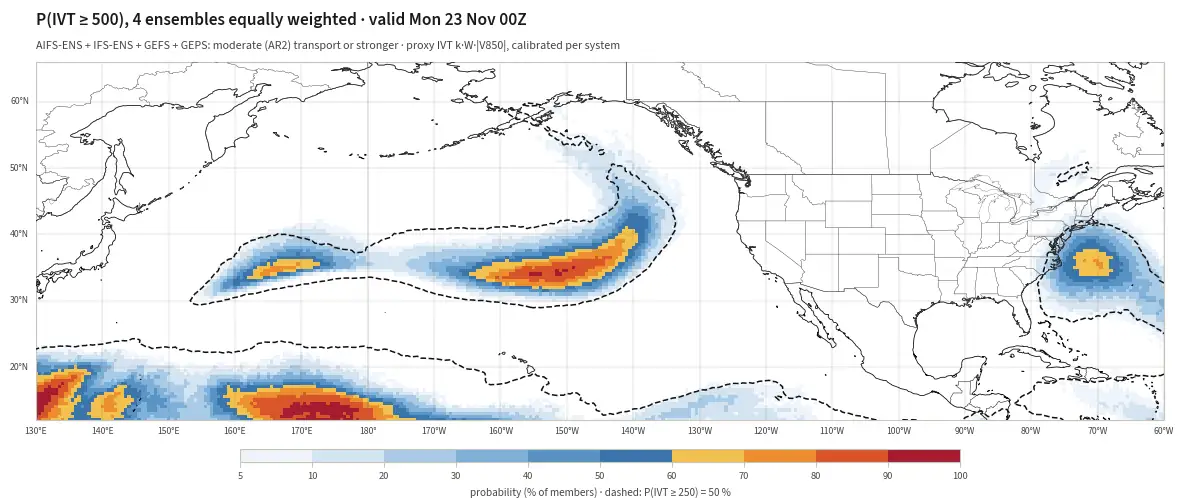 P(IVT ≥ 500), 4 ensembles equally weighted · valid Mon 23 Nov 00Z
AIFS-ENS + IFS-ENS + GEFS + GEPS: moderate (AR2) transport or stronger · proxy IVT k·W·|V850|, calibrated per system
60°N
50°N
40°N
30°N
20°N
130°E 140°E 150°E 160°E 170°E 180° 170°W 160°W 150°W 140°W 130°W 120°W 110°W 100°W 90°W 80°W 70°W 60°W
5 10 20 30 40 50 60 70 80 90 100
probability (% of members) · dashed: P(IVT ≥ 250) = 50 %